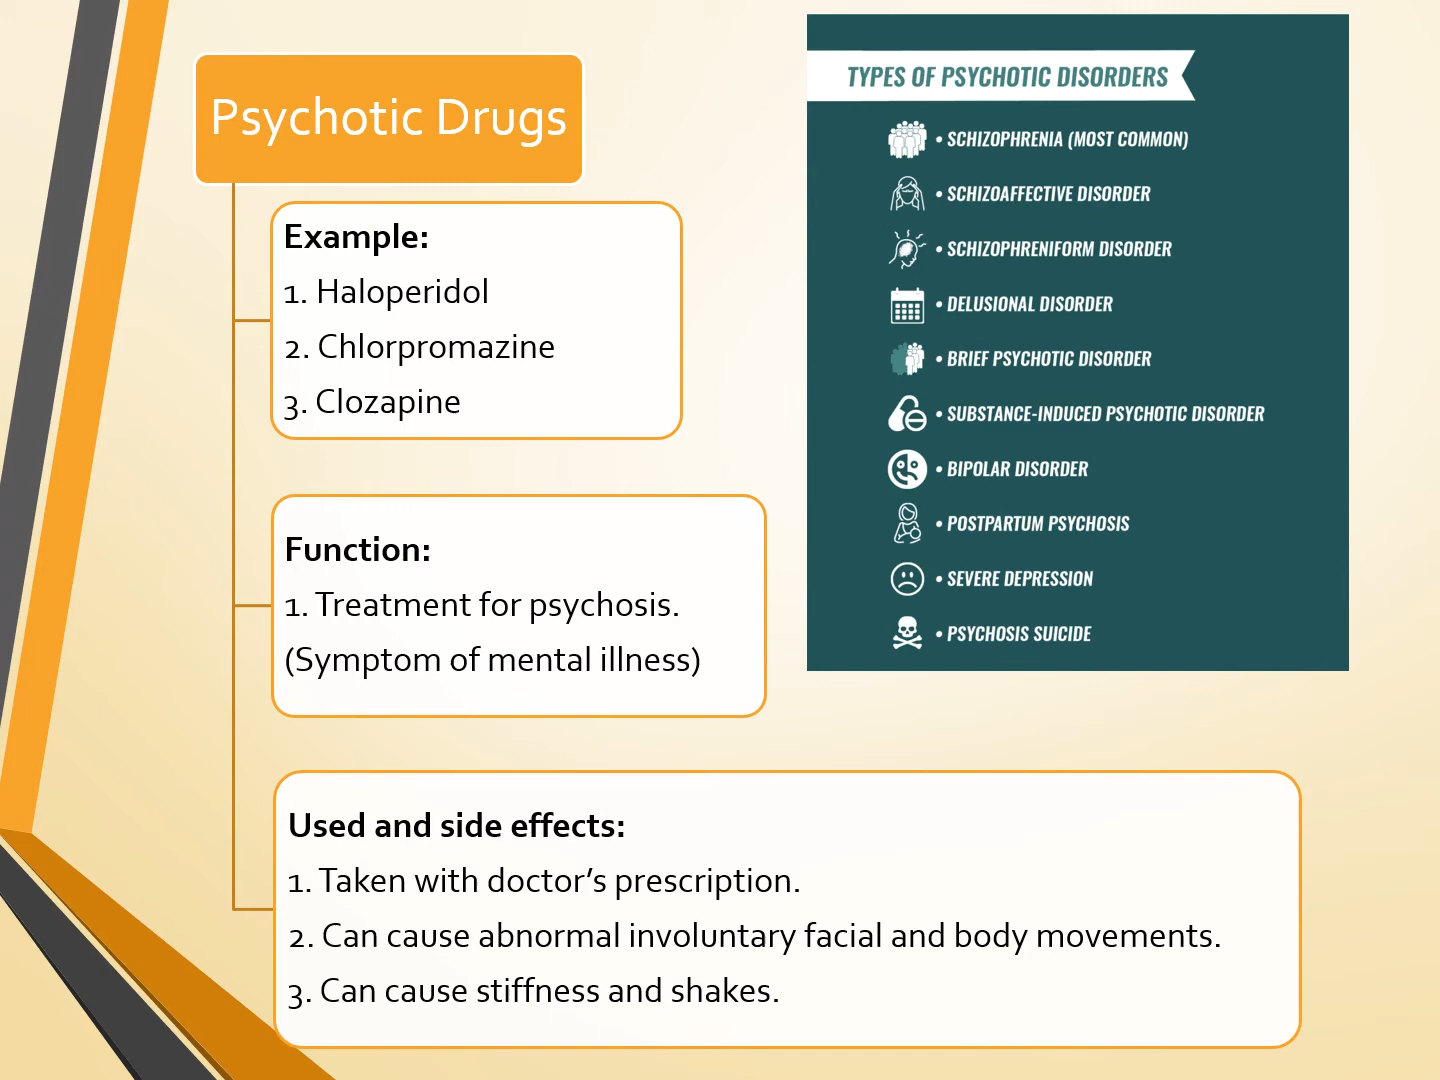 Psychotic Drugs
Example:
1. Haloperidol
2. Chlorpromazine
3. Clozapine
Function:
1. Treatment for psychosis.
(Symptom of mental illness)
Used and side effects:
1. Taken with doctor’s prescription.
2. Can cause abnormal involuntary facial and body movements.
3. Can cause stiffness and shakes.
TYPES OF PSYCHOTIC DISORDERS
• SCHIZOPHRENIA (MOST COMMON)
• SCHIZOAFFECTIVE DISORDER
• SCHIZOPHRENIFORM DISORDER
• DELUSIONAL DISORDER
• BRIEF PSYCHOTIC DISORDER
• SUBSTANCE-INDUCED PSYCHOTIC DISORDER
• BIPOLAR DISORDER
• POSTPARTUM PSYCHOSIS
• SEVERE DEPRESSION
• PSYCHOSIS SUICIDE